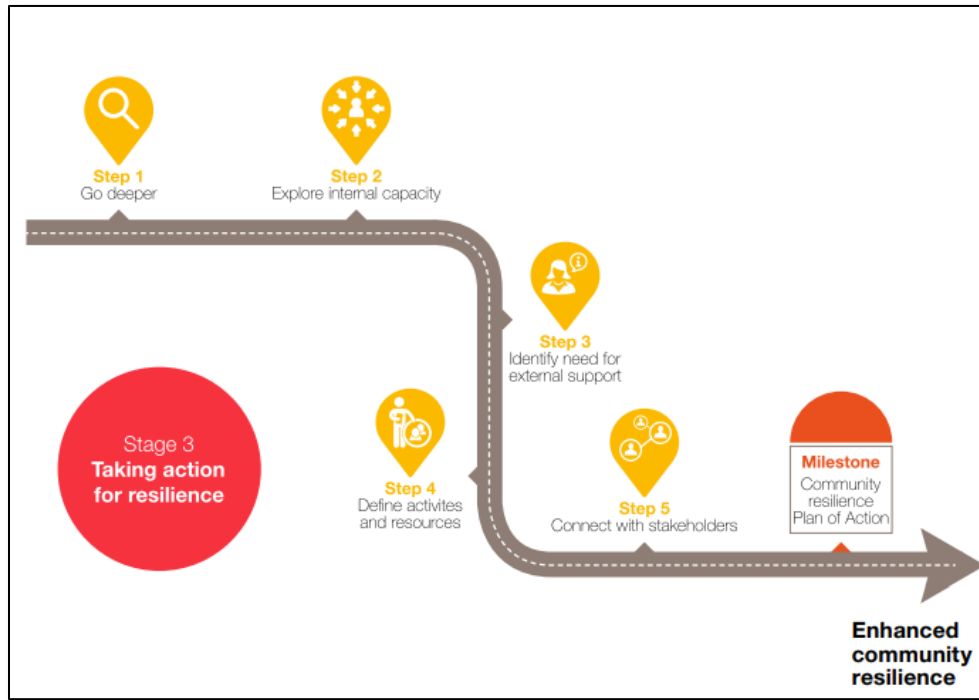 Step 1
Go deeper
Step 2
Explore internal capacity
Step 3
Identify need for
external support
Stage 3
Taking action
for resilience
Step 4
Define activites
and resources
Step 5
Connect with stakeholders
Milestone
Community
resilience
Plan of Action
Enhanced
community
resilience